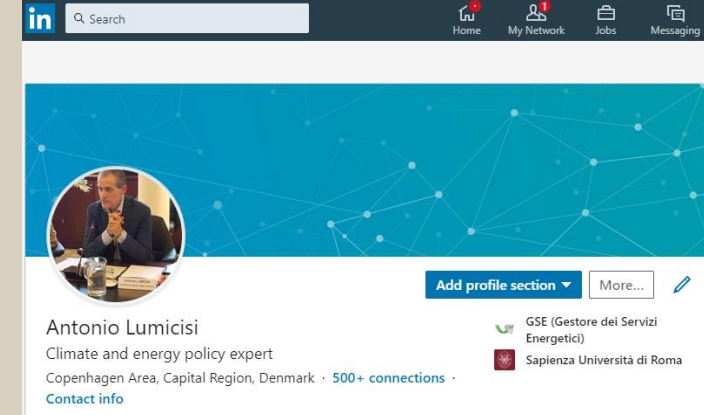 in
Search
Home
My Network
1
Jobs
Messaging
Add profile section
More...
Antonio Lumicisi
Climate and energy policy expert
Copenhagen Area, Capital Region, Denmark · 500+ connections ·
Contact info
GSE (Gestore dei Servizi
Energetici)
Sapienza Università di Roma